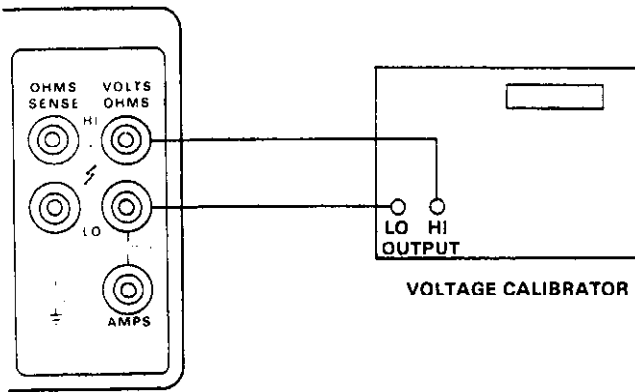 OHMS SENSE
VOLTS OHMS
HI
LO
AMPS
LO HI
OUTPUT
VOLTAGE CALIBRATOR